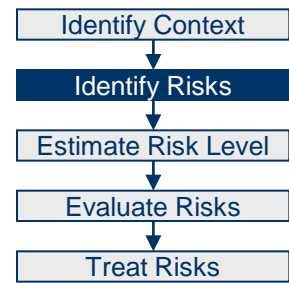 Identify Context
Identify Risks
Estimate Risk Level
Evaluate Risks
Treat Risks